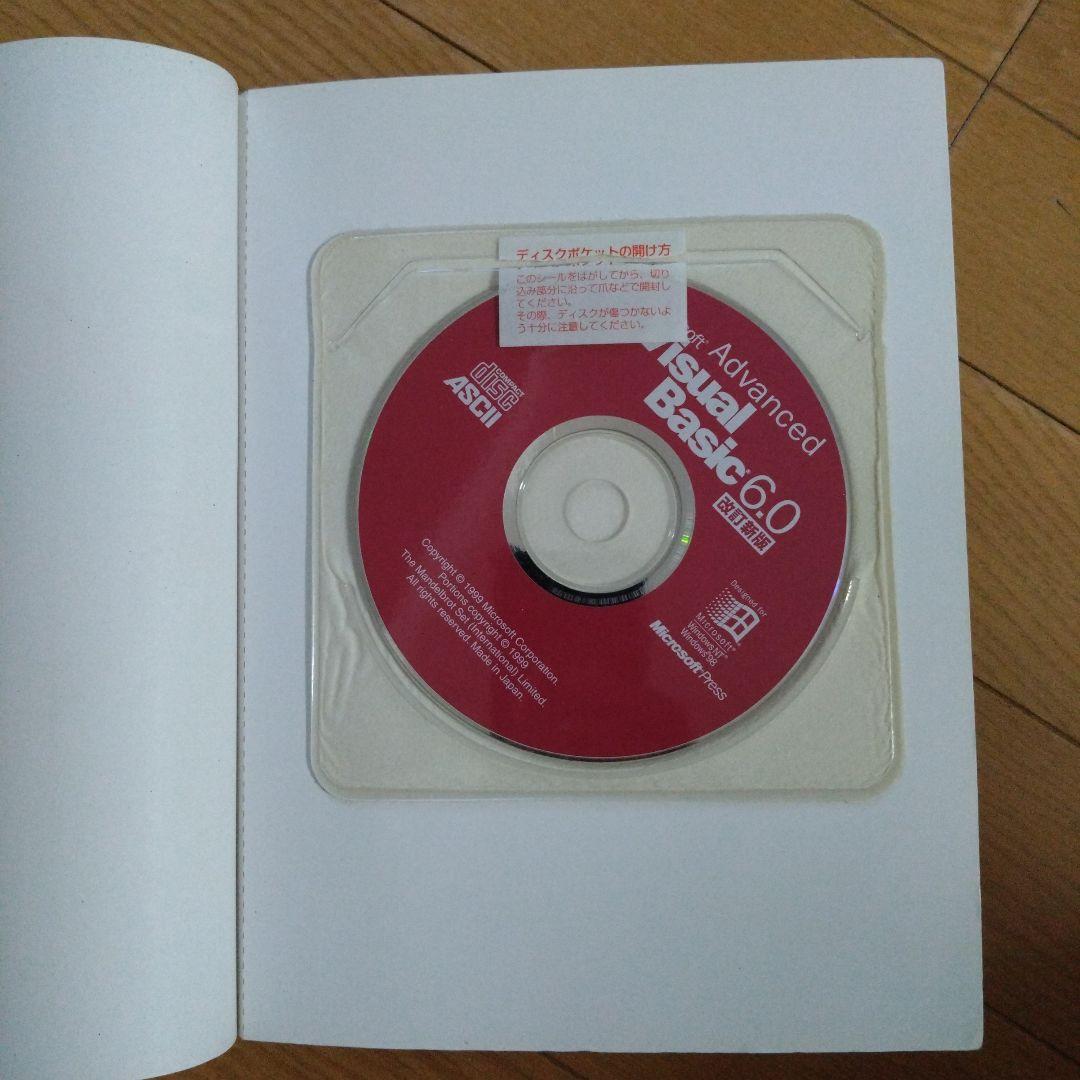 ディスクポケットの開け方
このシールをはがしてから、切り
込み部分に沿って爪などで開封し
てください。
その際、ディスクが傷つかないよ
う十分に注意してください。
COMPACT
disc
ASCII
Advanced
Visual
Basic 6.0
改訂新版
Designed for
Microsoft®
Windows NT®
Windows 98
Microsoft Press
Copyright © 1999 Microsoft Corporation.
Portions copyright © 1999
The Mandelbrot Set (International) Limited.
All rights reserved. Made in Japan.